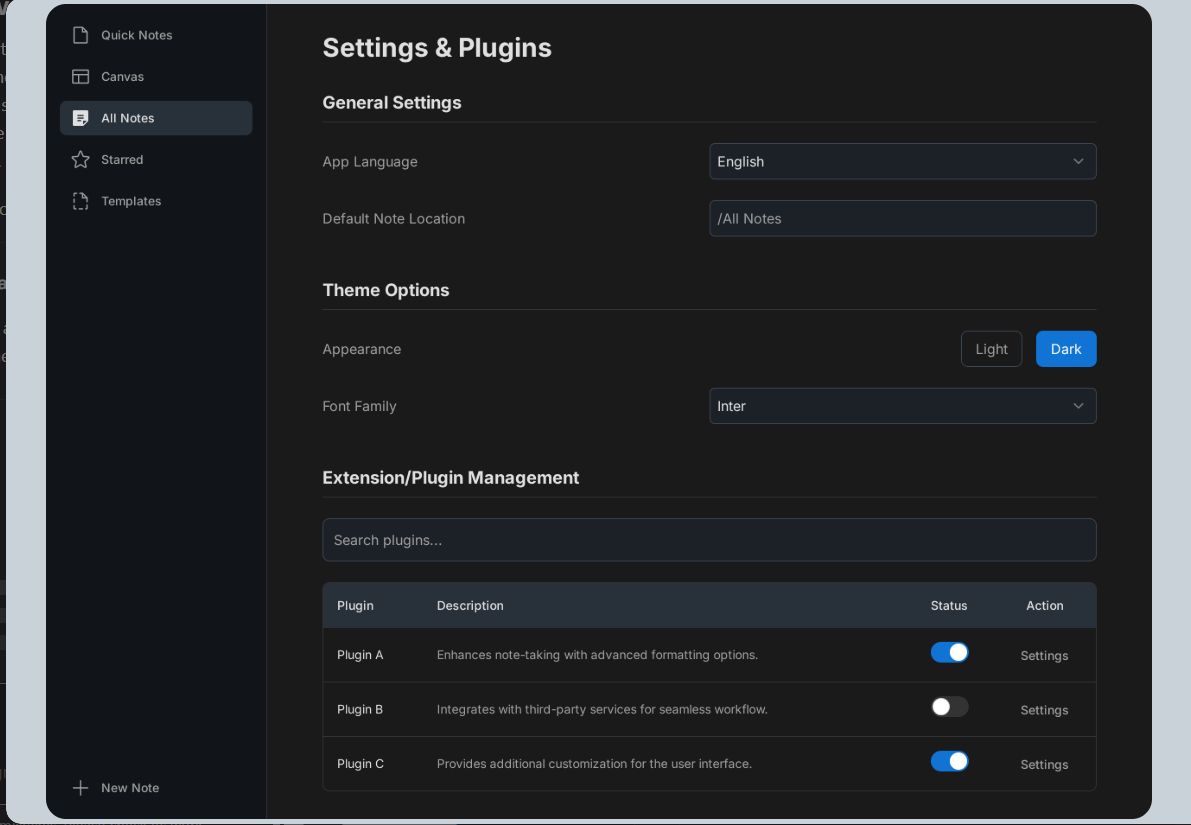 Quick Notes
Canvas
All Notes
Starred
Templates
New Note
Settings & Plugins
General Settings
App Language English
Default Note Location /All Notes
Theme Options
Appearance Light Dark
Font Family Inter
Extension/Plugin Management
Search plugins...
Plugin Description Status Action
Plugin A Enhances note-taking with advanced formatting options. Settings
Plugin B Integrates with third-party services for seamless workflow. Settings
Plugin C Provides additional customization for the user interface. Settings